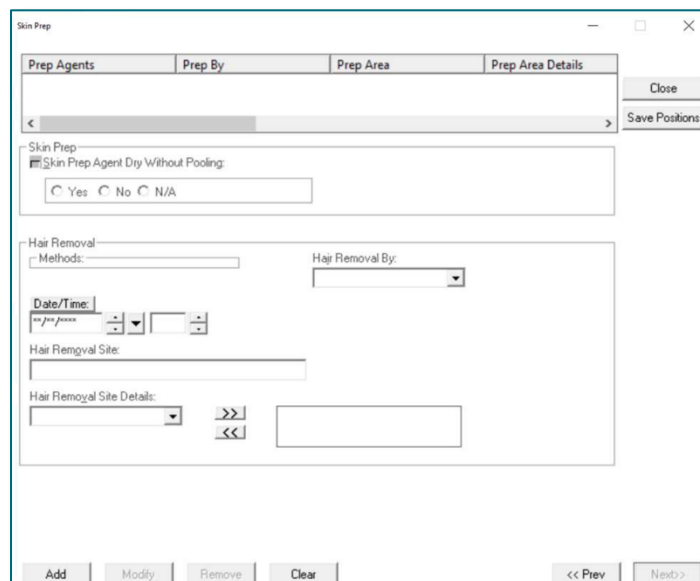 Skin Prep
Prep Agents Prep By Prep Area Prep Area Details
Close
Save Positions
Skin Prep
Skin Prep Agent Dry Without Pooling:
Yes No N/A
Hair Removal
Methods:
Hair Removal By:
Date/Time:
**/**/****
Hair Removal Site:
Hair Removal Site Details:
>>
<<
Add Modify Remove Clear << Prev Next>>